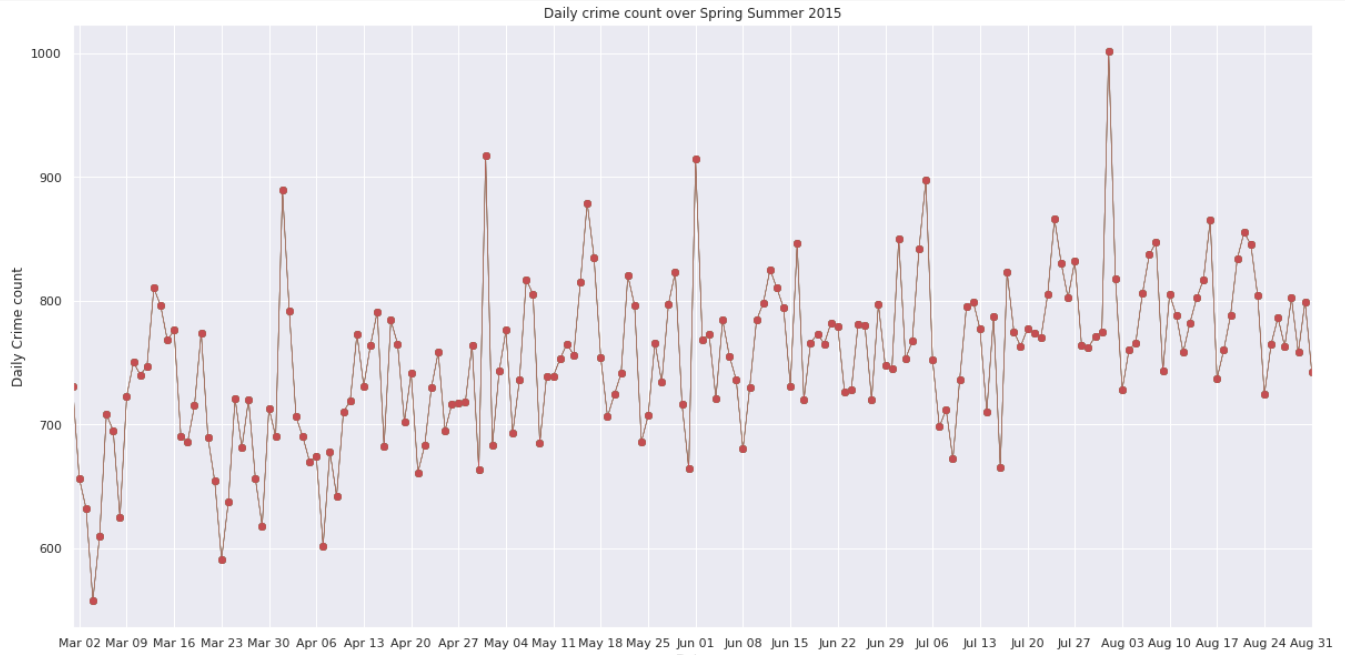 Daily crime count over Spring Summer 2015
1000
900
800
700
600
Daily Crime count
Mar 02 Mar 09 Mar 16 Mar 23 Mar 30 Apr 06 Apr 13 Apr 20 Apr 27 May 04 May 11 May 18 May 25 Jun 01 Jun 08 Jun 15 Jun 22 Jun 29 Jul 06 Jul 13 Jul 20 Jul 27 Aug 03 Aug 10 Aug 17 Aug 24 Aug 31